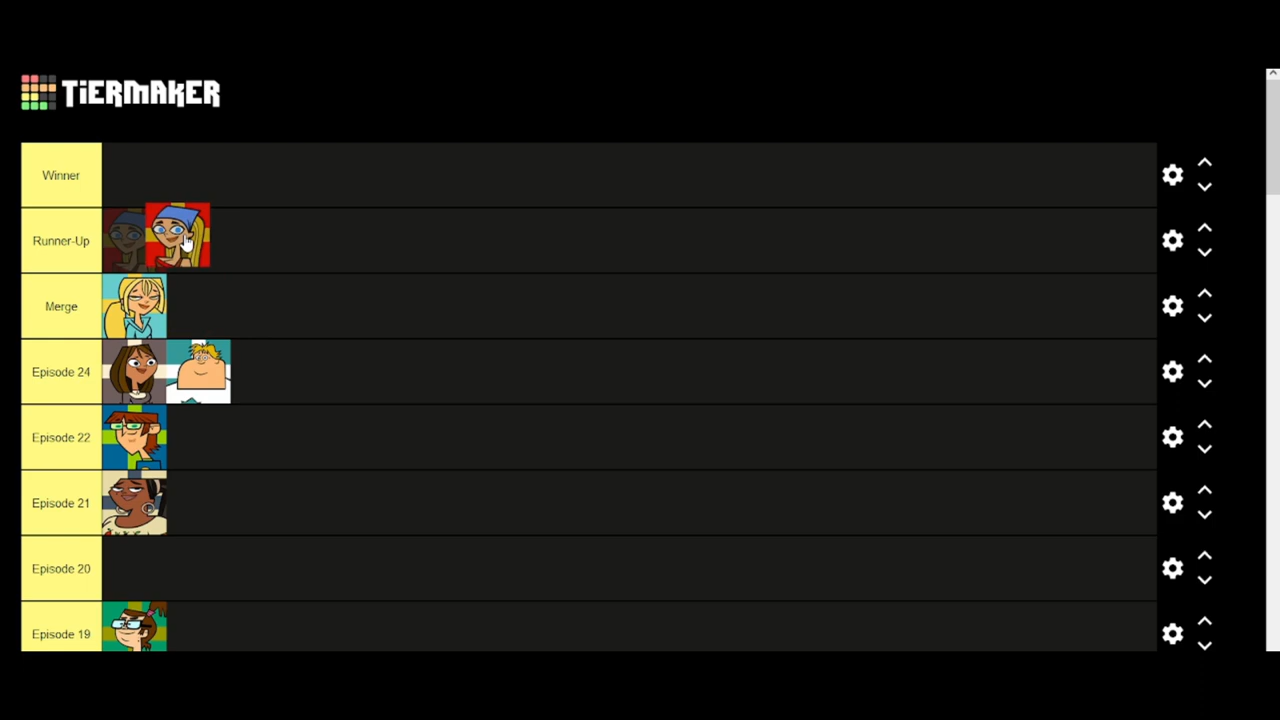 TiERMAKER
Winner
Runner-Up
Merge
Episode 24
Episode 22
Episode 21
Episode 20
Episode 19